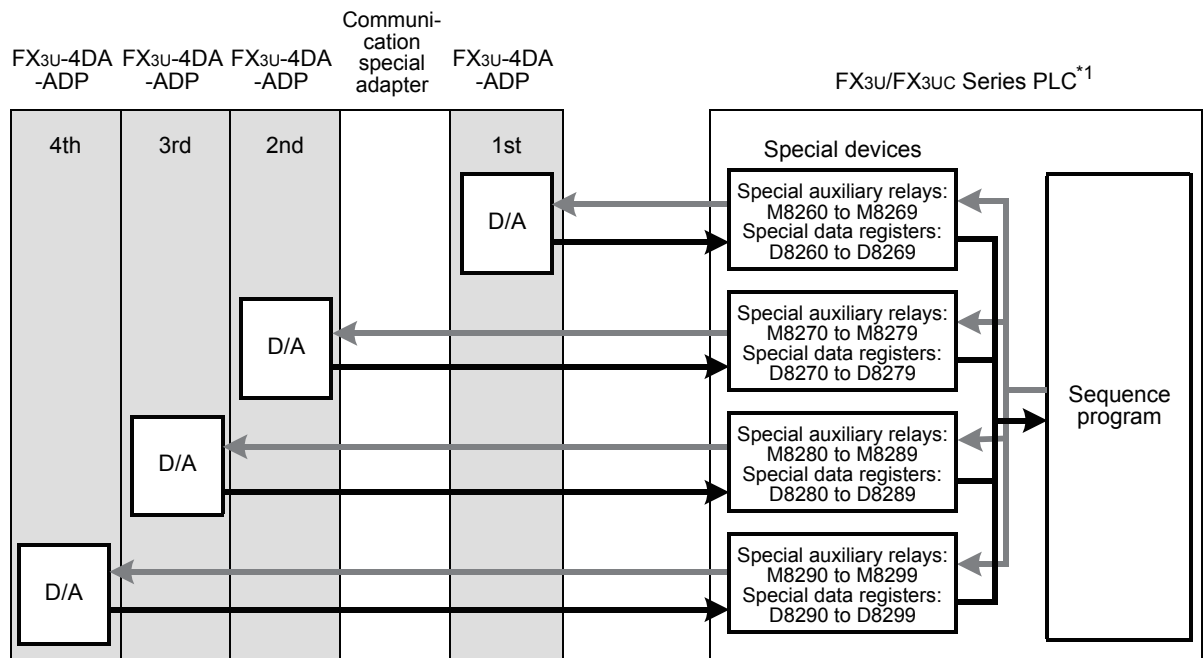 FX3U-4DA
-ADP
FX3U-4DA
-ADP
FX3U-4DA
-ADP
Communi-
cation
special
adapter
FX3U-4DA
-ADP
FX3U/FX3UC Series PLC*1
4th
3rd
2nd
1st
Special devices
D/A
Special auxiliary relays:
M8260 to M8269
Special data registers:
D8260 to D8269
D/A
Special auxiliary relays:
M8270 to M8279
Special data registers:
D8270 to D8279
D/A
Special auxiliary relays:
M8280 to M8289
Special data registers:
D8280 to D8289
D/A
Special auxiliary relays:
M8290 to M8299
Special data registers:
D8290 to D8299
Sequence
program